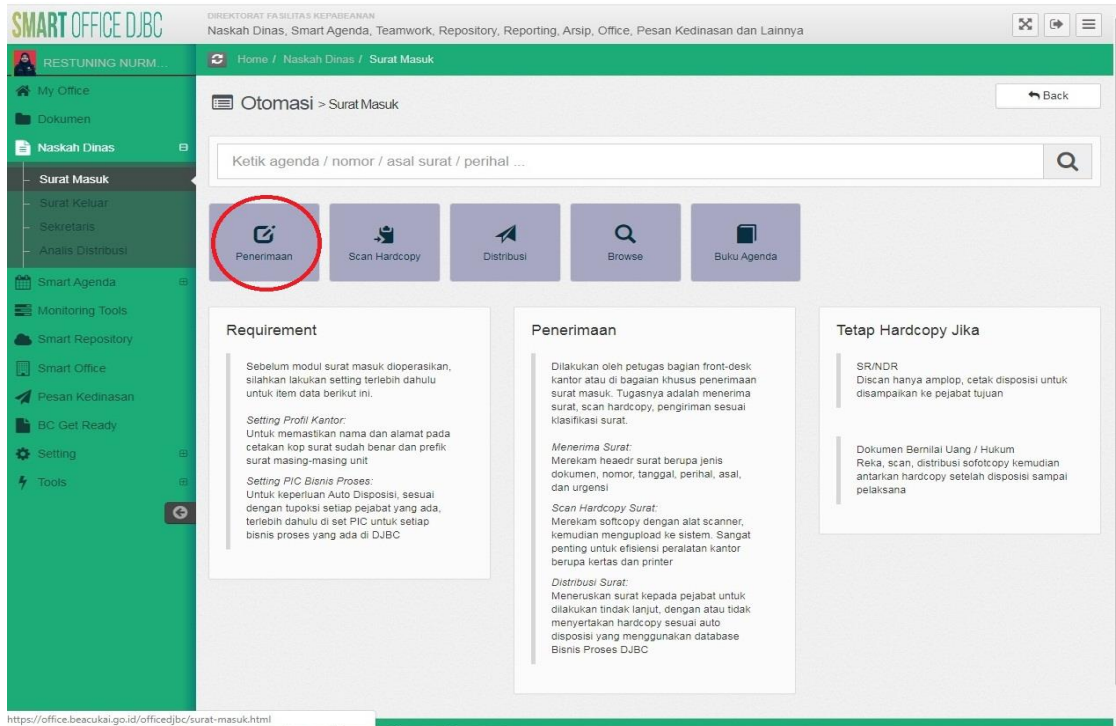 SMART OFFICE DJBC
DIREKTORAT FASILITAS KEPABEANAN
Naskah Dinas, Smart Agenda, Teamwork, Repository, Reporting, Arsip, Office, Pesan Kedinasan dan Lainnya
RESTUNING NURM...
Home / Naskah Dinas / Surat Masuk
My Office
Dokumen
Naskah Dinas
Surat Masuk
Surat Keluar
Sekretaris
Analis Distribusi
Smart Agenda
Monitoring Tools
Smart Repository
Smart Office
Pesan Kedinasan
BC Get Ready
Setting
Tools
Otomasi > Surat Masuk
Back
Ketik agenda / nomor / asal surat / perihal ...
Penerimaan
Scan Hardcopy
Distribusi
Browse
Buku Agenda
Requirement
Sebelum modul surat masuk dioperasikan,
silahkan lakukan setting terlebih dahulu
untuk item data berikut ini.
Setting Profil Kantor:
Untuk memastikan nama dan alamat pada
cetakan kop surat sudah benar dan prefik
surat masing-masing unit
Setting PIC Bisnis Proses:
Untuk keperluan Auto Disposisi, sesuai
dengan tupoksi setiap pejabat yang ada,
terlebih dahulu di set PIC untuk setiap
bisnis proses yang ada di DJBC
Penerimaan
Dilakukan oleh petugas bagian front-desk
kantor atau di bagaian khusus penerimaan
surat masuk. Tugasnya adalah menerima
surat, scan hardcopy, pengiriman sesuai
klasifikasi surat.
Menerima Surat:
Merekam heaedr surat berupa jenis
dokumen, nomor, tanggal, perihal, asal,
dan urgensi
Scan Hardcopy Surat:
Merekam softcopy dengan alat scanner,
kemudian mengupload ke sistem. Sangat
penting untuk efisiensi peralatan kantor
berupa kertas dan printer
Distribusi Surat:
Meneruskan surat kepada pejabat untuk
dilakukan tindak lanjut, dengan atau tidak
menyertakan hardcopy sesuai auto
disposisi yang menggunakan database
Bisnis Proses DJBC
Tetap Hardcopy Jika
SR/NDR
Discan hanya amplop, cetak disposisi untuk
disampaikan ke pejabat tujuan
Dokumen Bernilai Uang / Hukum
Reka, scan, distribusi sofotcopy kemudian
antarkan hardcopy setelah disposisi sampai
pelaksana
https://office.beacukai.go.id/officedjbc/surat-masuk.html